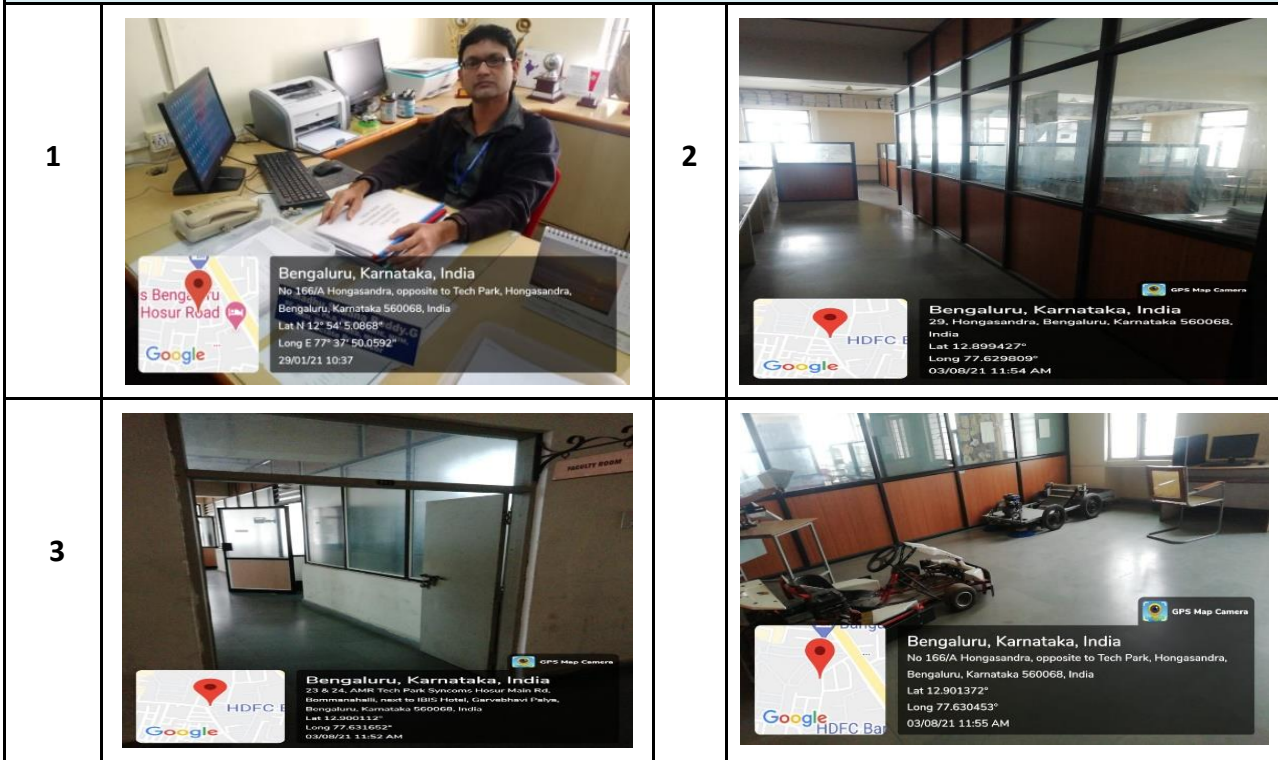 1
s Beng ru
Hosur Road
Google
Bengaluru, Karnataka, India
No 166/A Hongasandra, opposite to Tech Park, Hongasandra,
Bengaluru, Karnataka 560068, India
Lat N 12° 54' 5.0868"
Long E 77° 37' 50.0592"
29/01/21 10:37
2
GPS Map Camera
HDFC B
Google
Bengaluru, Karnataka, India
29, Hongasandra, Bengaluru, Karnataka 560068,
India
Lat 12.899427°
Long 77.629809°
03/08/21 11:54 AM
3
FACULTY ROOM
GPS Map Camera
HDFC B
Google
Bengaluru, Karnataka, India
23 & 24, AMR Tech Park Syncoms Hosur Main Rd,
Bommanahalli, next to IBIS Hotel, Garvebhavi Palya,
Bengaluru, Karnataka 560068, India
Lat 12.900112°
Long 77.631652°
03/08/21 11:52 AM
GPS Map Camera
Google
HDFC Ban
Bengaluru, Karnataka, India
No 166/A Hongasandra, opposite to Tech Park, Hongasandra,
Bengaluru, Karnataka 560068, India
Lat 12.901372°
Long 77.630453°
03/08/21 11:55 AM